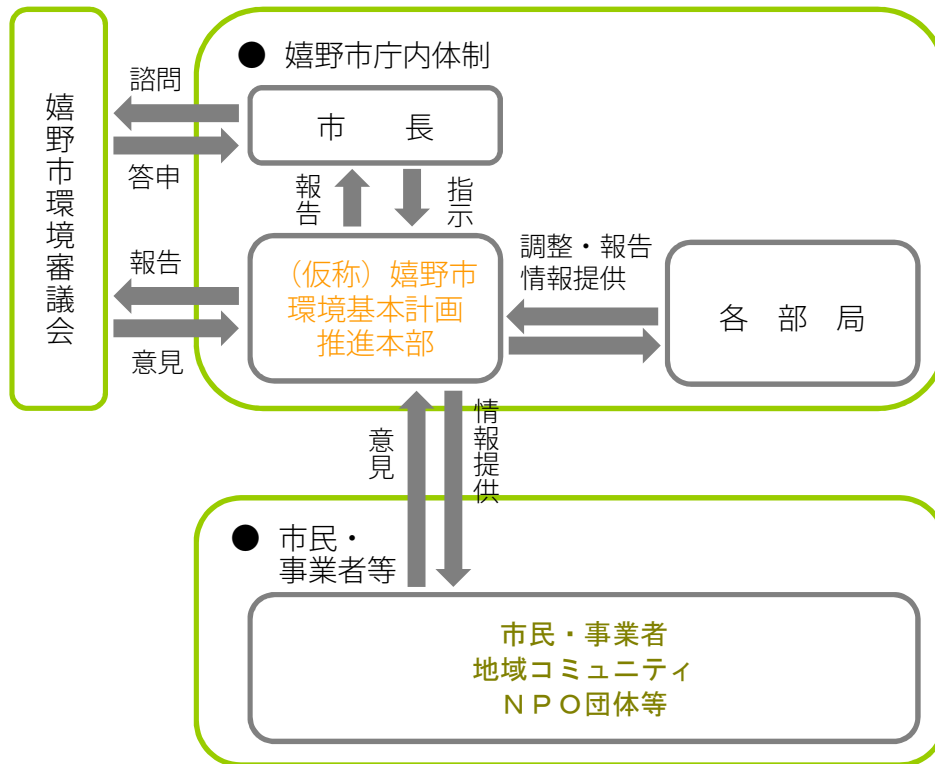 嬉野市環境審議会
● 嬉野市庁内体制
諮問
答申
市　長
報告
指示
報告
意見
（仮称）嬉野市
環境基本計画
推進本部
調整・報告
情報提供
各　部　局
意見
情報提供
● 市民・
事業者等
市民・事業者
地域コミュニティ
ＮＰＯ団体等